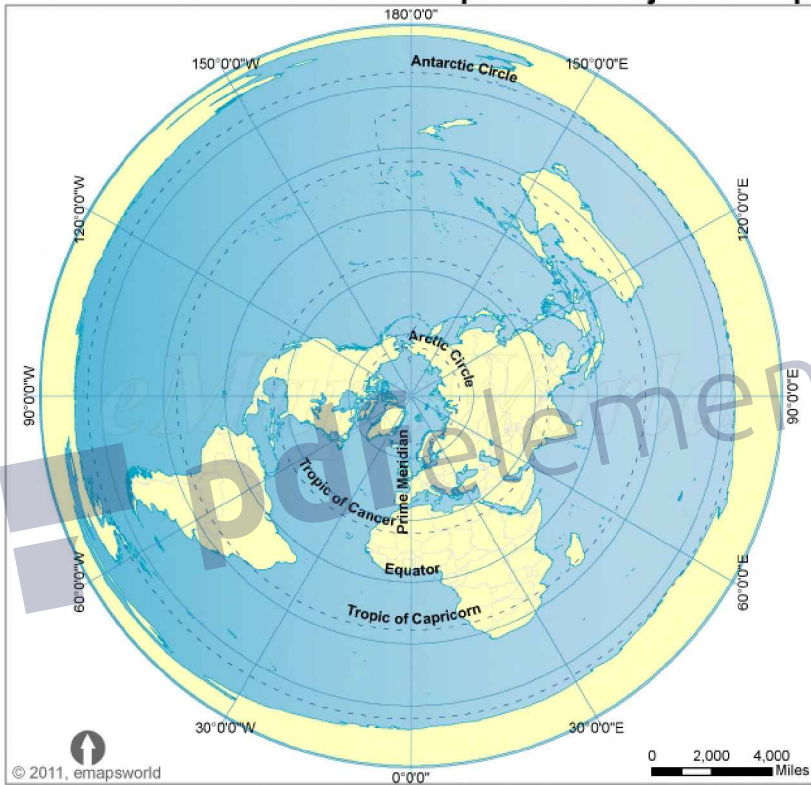 180°0'0"
150°0'0"W
150°0'0"E
Antarctic Circle
120°0'0"W
120°0'0"E
Arctic Circle
90°0'0"W
90°0'0"E
eMapsWorld
pdfelement
Prime Meridian
Tropic of Cancer
Equator
60°0'0"W
60°0'0"E
Tropic of Capricorn
30°0'0"W
30°0'0"E
0°0'0"
0 2,000 4,000
Miles
© 2011, emapsworld